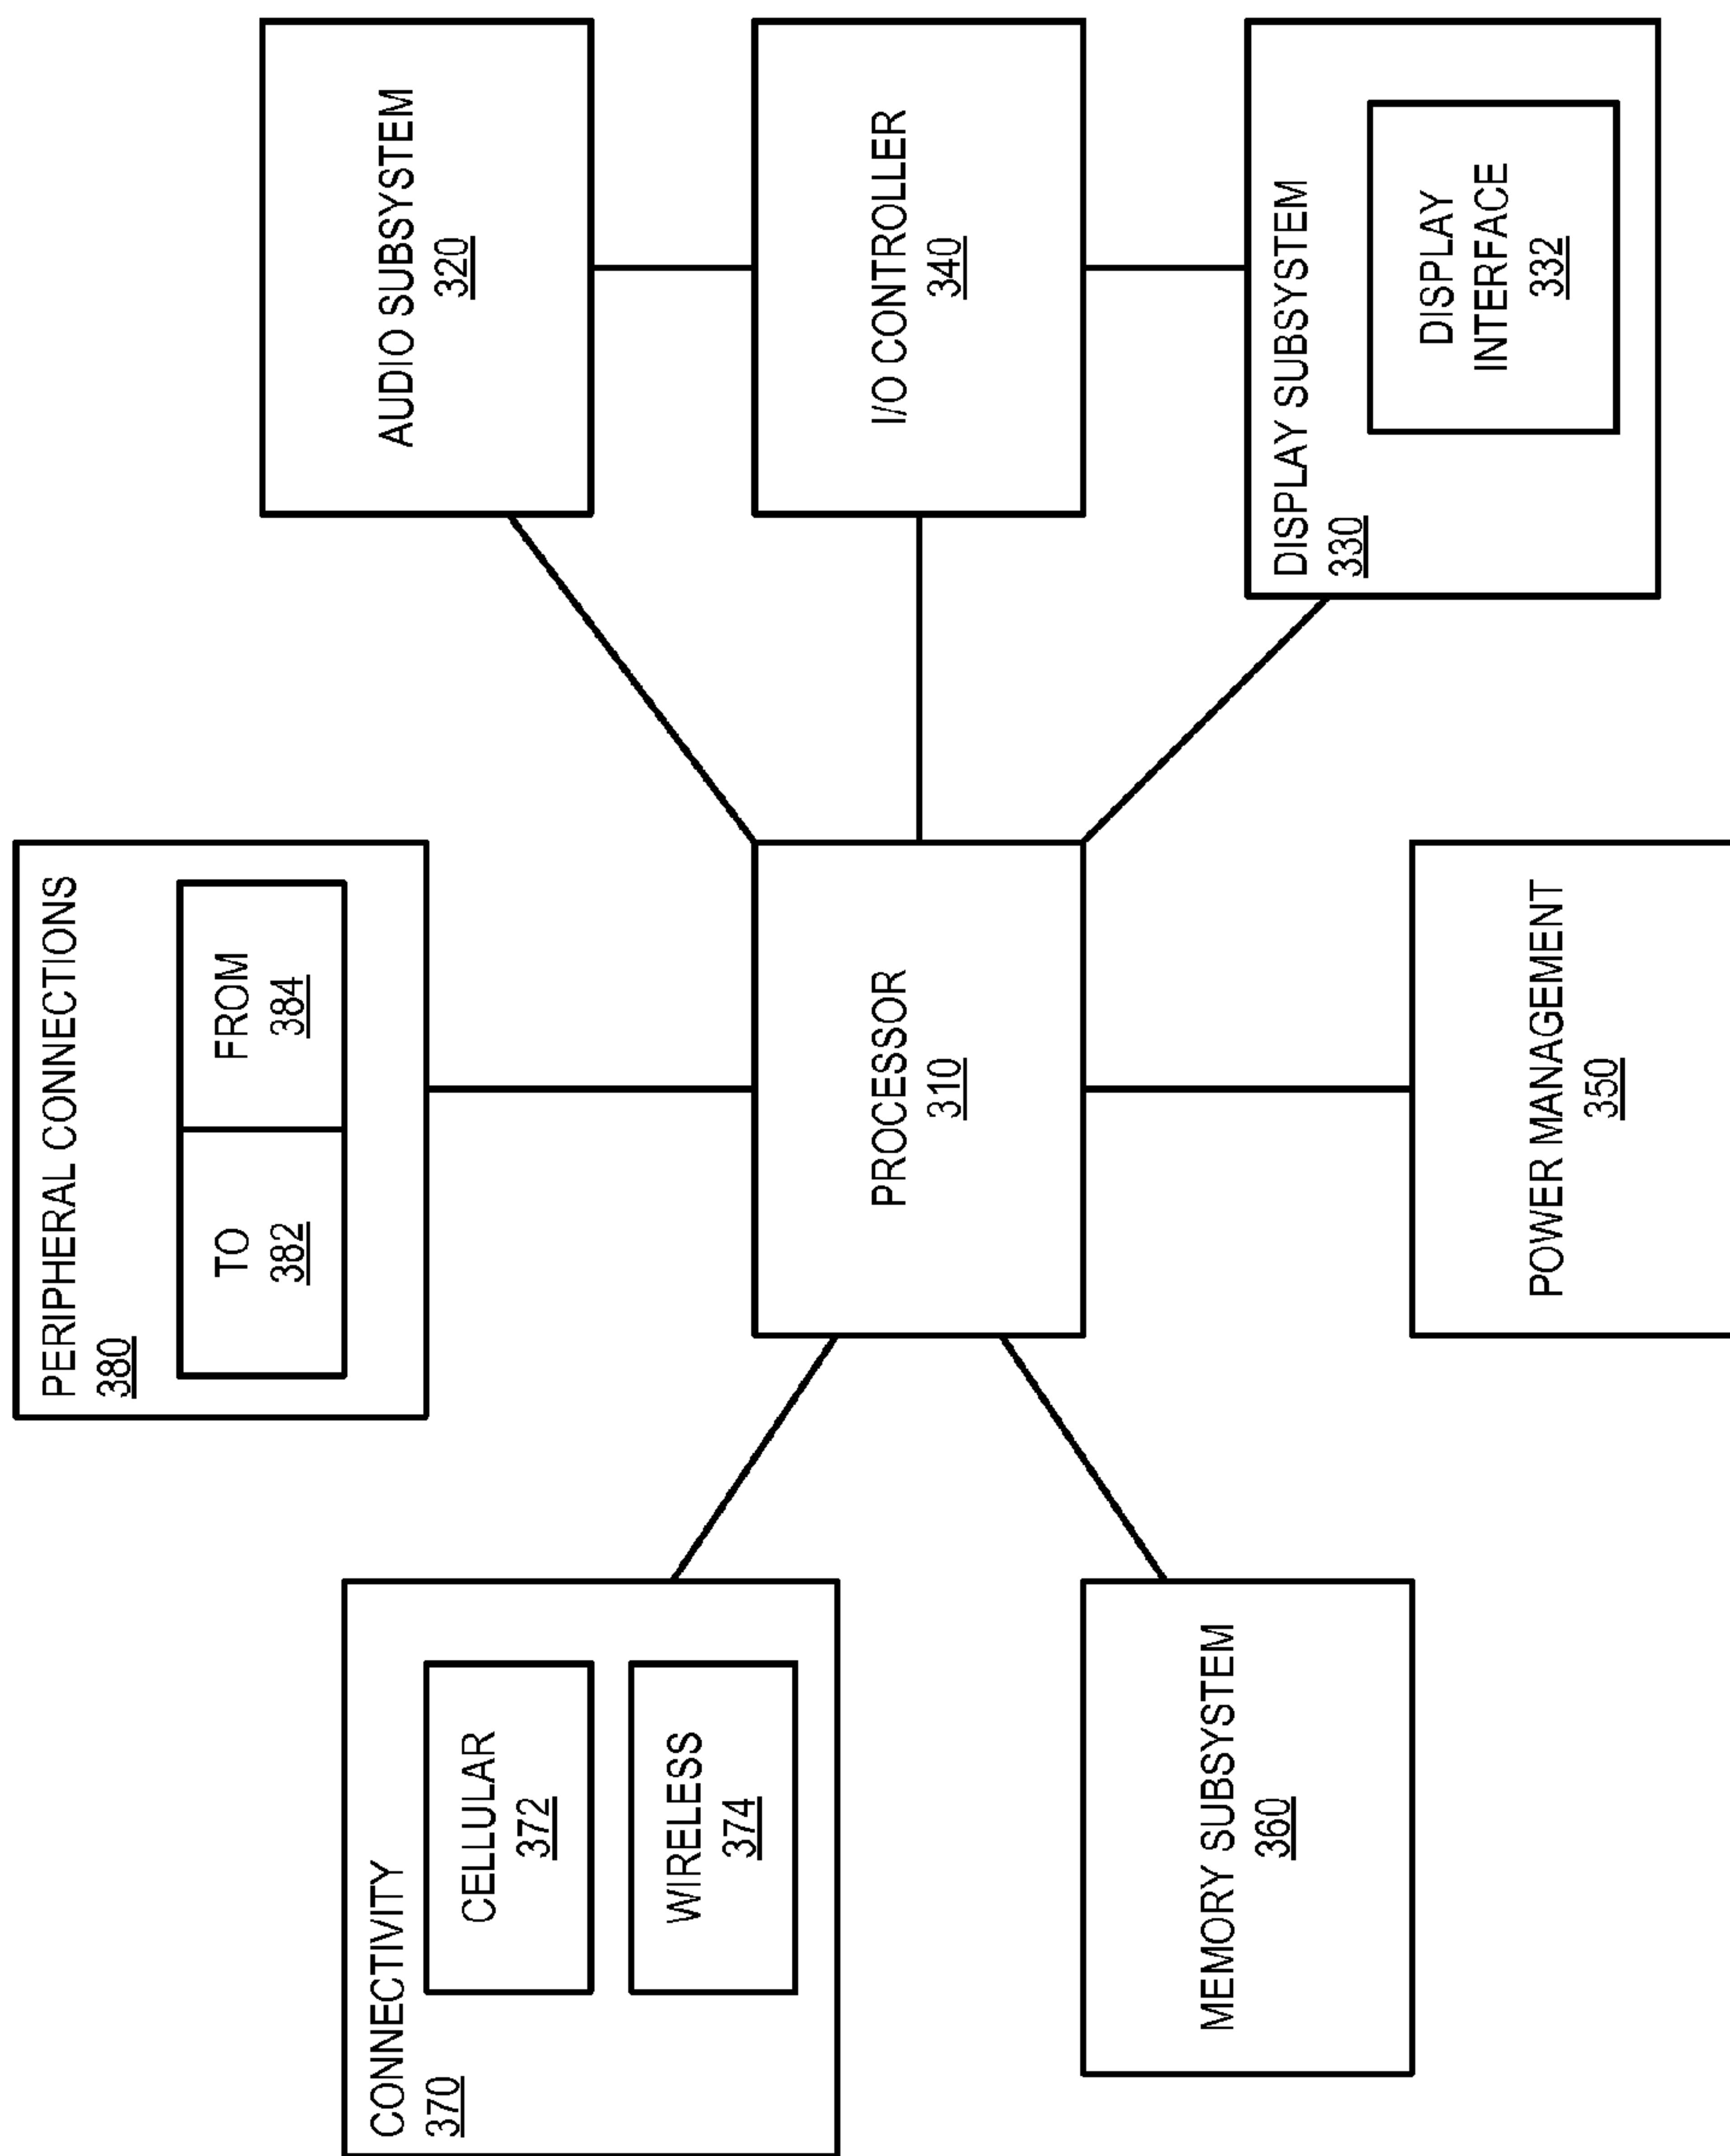 PERIPHERAL CONNECTIONS
380
TO
382
FROM
384
CONNECTIVITY
370
CELLULAR
372
WIRELESS
374
AUDIO SUBSYSTEM
320
PROCESSOR
310
I/O CONTROLLER
340
MEMORY SUBSYSTEM
360
DISPLAY SUBSYSTEM
330
DISPLAY
INTERFACE
332
POWER MANAGEMENT
350